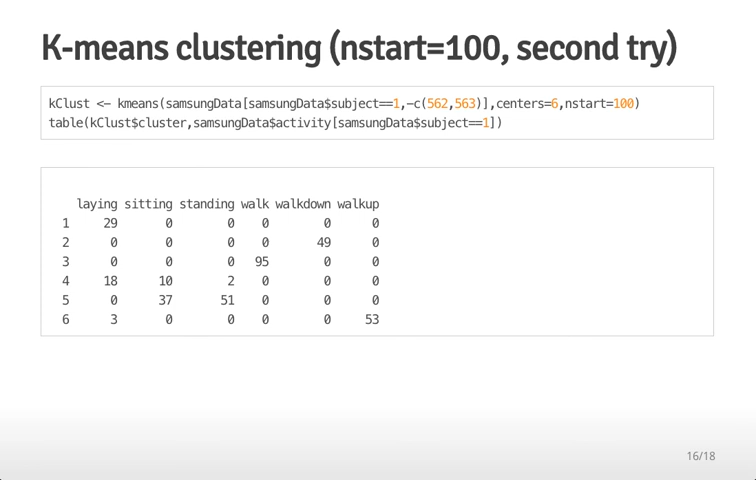 K-means clustering (nstart=100, second try)
kClust <- kmeans(samsungData[samsungData$subject==1,-c(562,563)],centers=6,nstart=100)
table(kClust$cluster,samsungData$activity[samsungData$subject==1])
laying sitting standing walk walkdown walkup
1 29 0 0 0 0 0
2 0 0 0 0 49 0
3 0 0 0 95 0 0
4 18 10 2 0 0 0
5 0 37 51 0 0 0
6 3 0 0 0 0 53
16/18